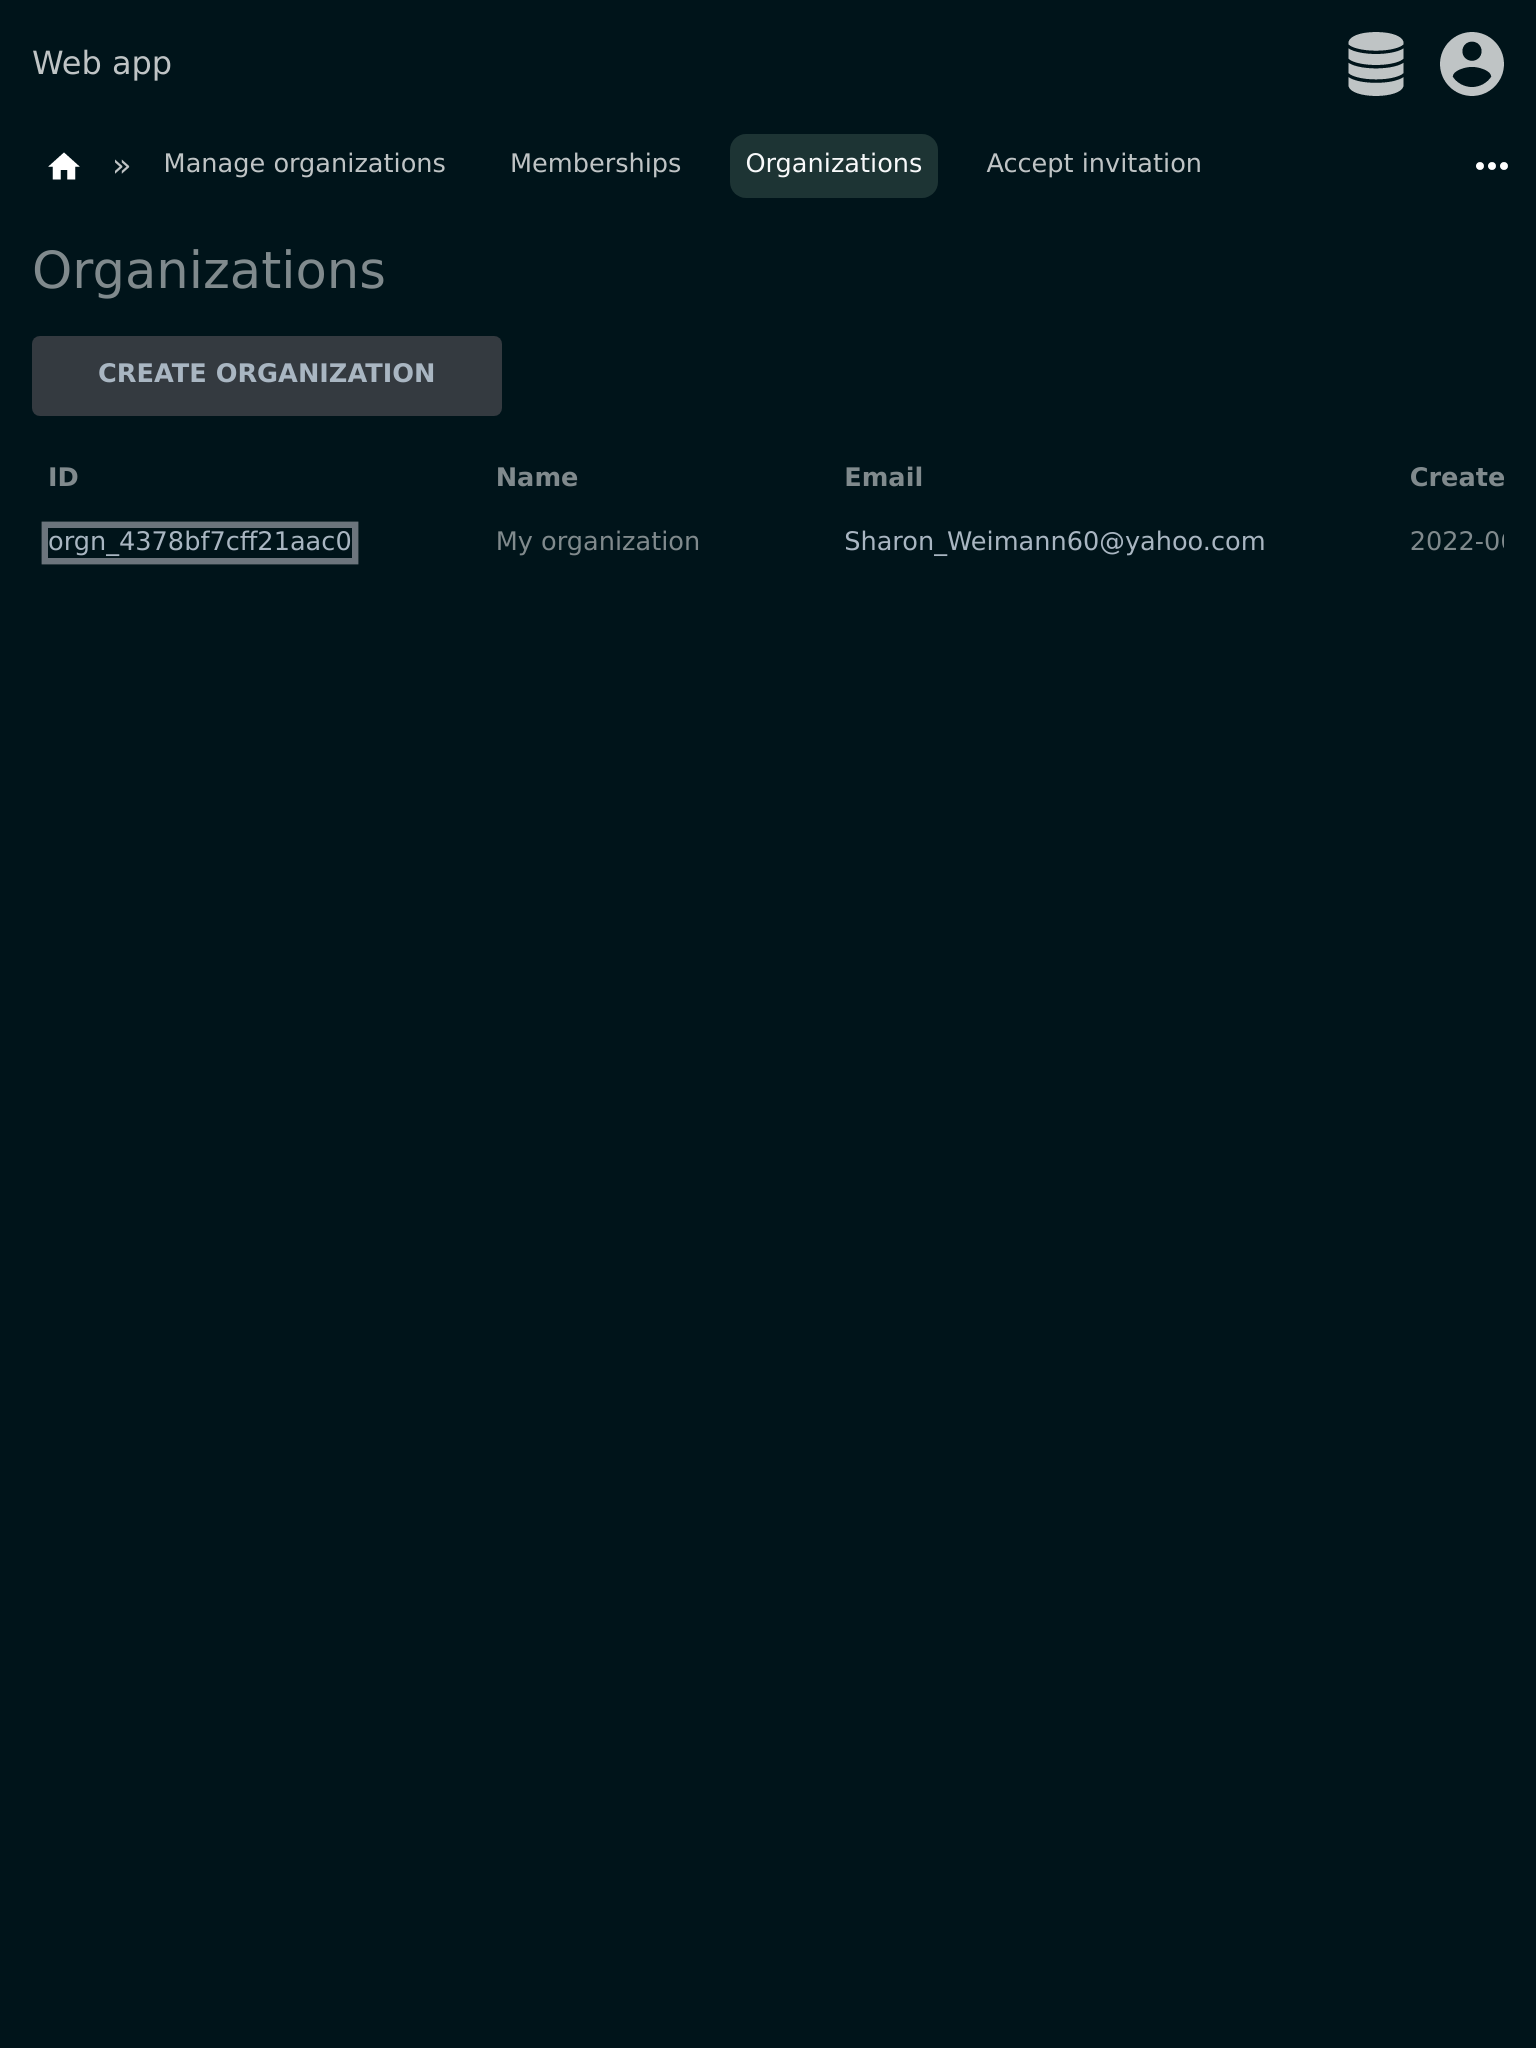 Web app
» Manage organizations Memberships Organizations Accept invitation
Organizations
CREATE ORGANIZATION
ID Name Email Create
orgn_4378bf7cff21aac0 My organization Sharon_Weimann60@yahoo.com 2022-0